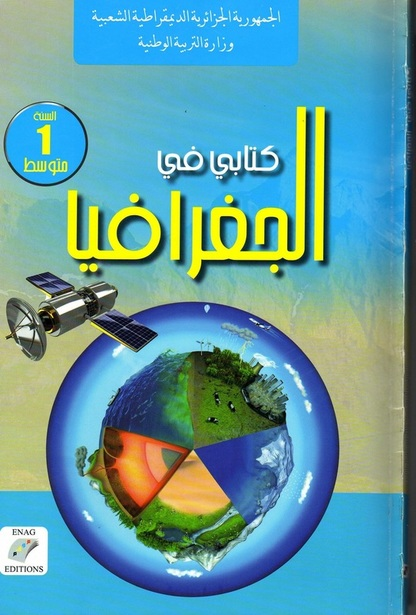 الجمهورية الجزائرية الديمقراطية الشعبية
وزارة التربية الوطنية
السنة
1
متوسط
كتابي في
الجغرافيا
ENAG
EDITIONS